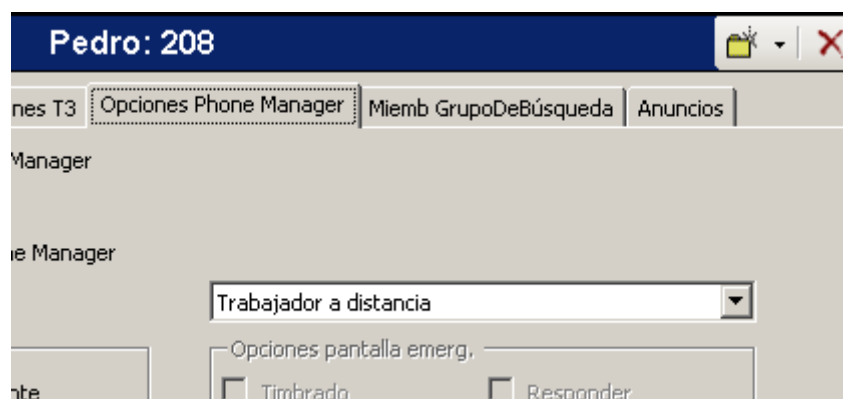 Pedro: 208
nes T3 Opciones Phone Manager Miemb GrupoDeBúsqueda Anuncios
Manager
e Manager
Trabajador a distancia
Opciones pantalla emerg.
nte Timbrado Responder